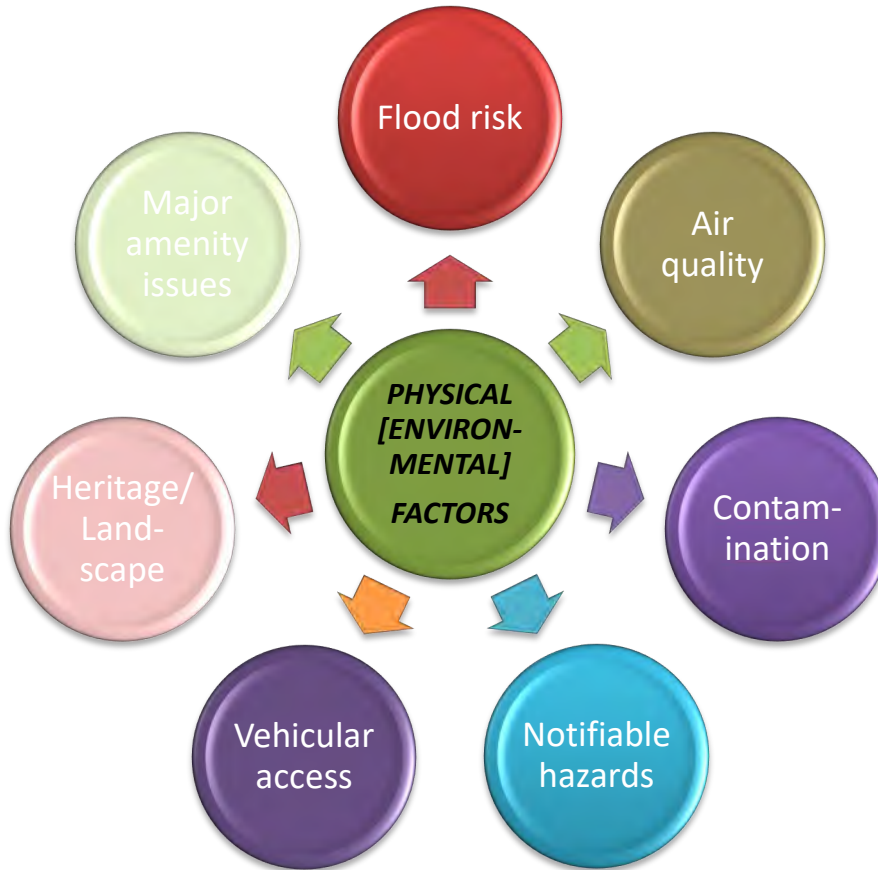 Flood risk
Air
quality
Contam-
ination
Notifiable
hazards
Vehicular
access
Heritage/
Land-
scape
Major
amenity
issues
PHYSICAL
[ENVIRON-
MENTAL]
FACTORS